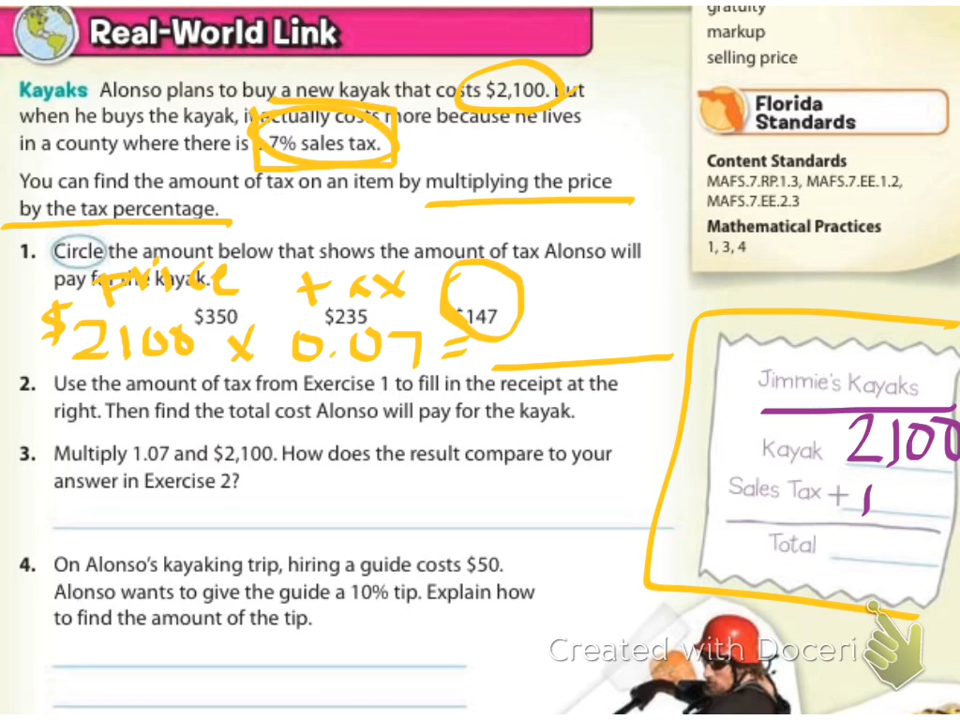 Real-World Link
gratuity
markup
selling price
Kayaks Alonso plans to buy a new kayak that costs $2,100. But
when he buys the kayak, it actually costs more because he lives
in a county where there is 7% sales tax.
You can find the amount of tax on an item by multiplying the price
by the tax percentage.
Florida
Standards
Content Standards
MAFS.7.RP.1.3, MAFS.7.EE.1.2,
MAFS.7.EE.2.3
Mathematical Practices
1, 3, 4
1. Circle the amount below that shows the amount of tax Alonso will
pay for the kayak.
price tax
$350 $235 $147
$2100 x 0.07 =
2. Use the amount of tax from Exercise 1 to fill in the receipt at the
right. Then find the total cost Alonso will pay for the kayak.
3. Multiply 1.07 and $2,100. How does the result compare to your
answer in Exercise 2?
4. On Alonso's kayaking trip, hiring a guide costs $50.
Alonso wants to give the guide a 10% tip. Explain how
to find the amount of the tip.
Jimmie's Kayaks
Kayak 2100
Sales Tax + 1
Total
Created with Doceri